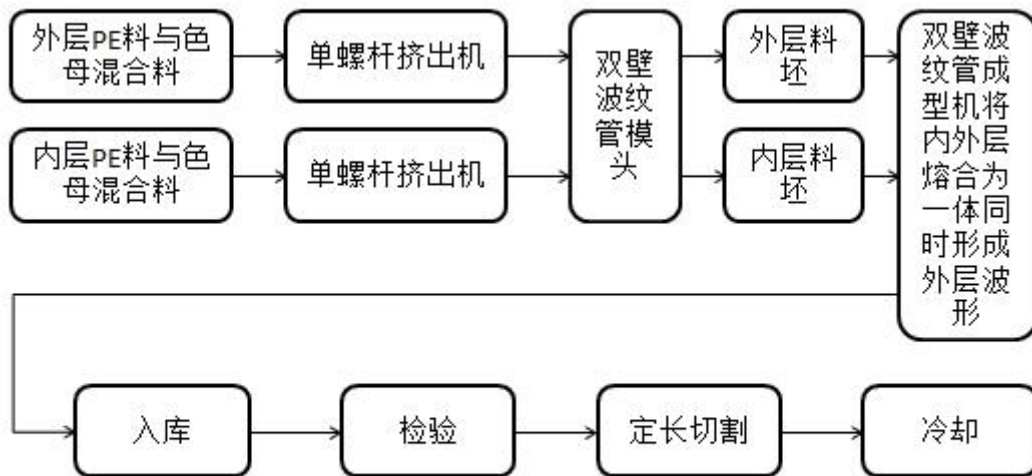 外层PE料与色
母混合料
单螺杆挤出机
双壁
波纹
管模
头
外层料
坯
双壁波
纹管成
型机将
内外层
熔合为
一体同
时形成
外层波
形
内层PE料与色
母混合料
单螺杆挤出机
内层料
坯
入库
检验
定长切割
冷却